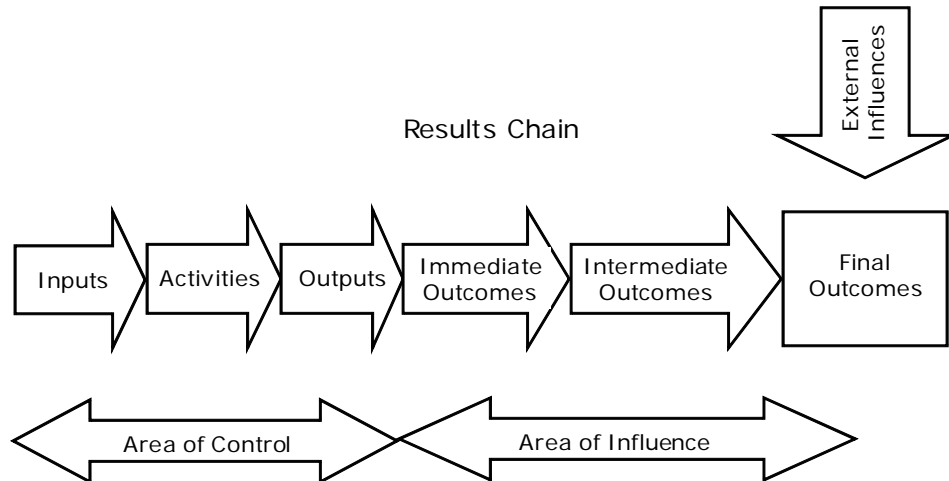 External
Influences
Results Chain
Inputs
Activities
Outputs
Immediate
Outcomes
Intermediate
Outcomes
Final
Outcomes
Area of Control
Area of Influence